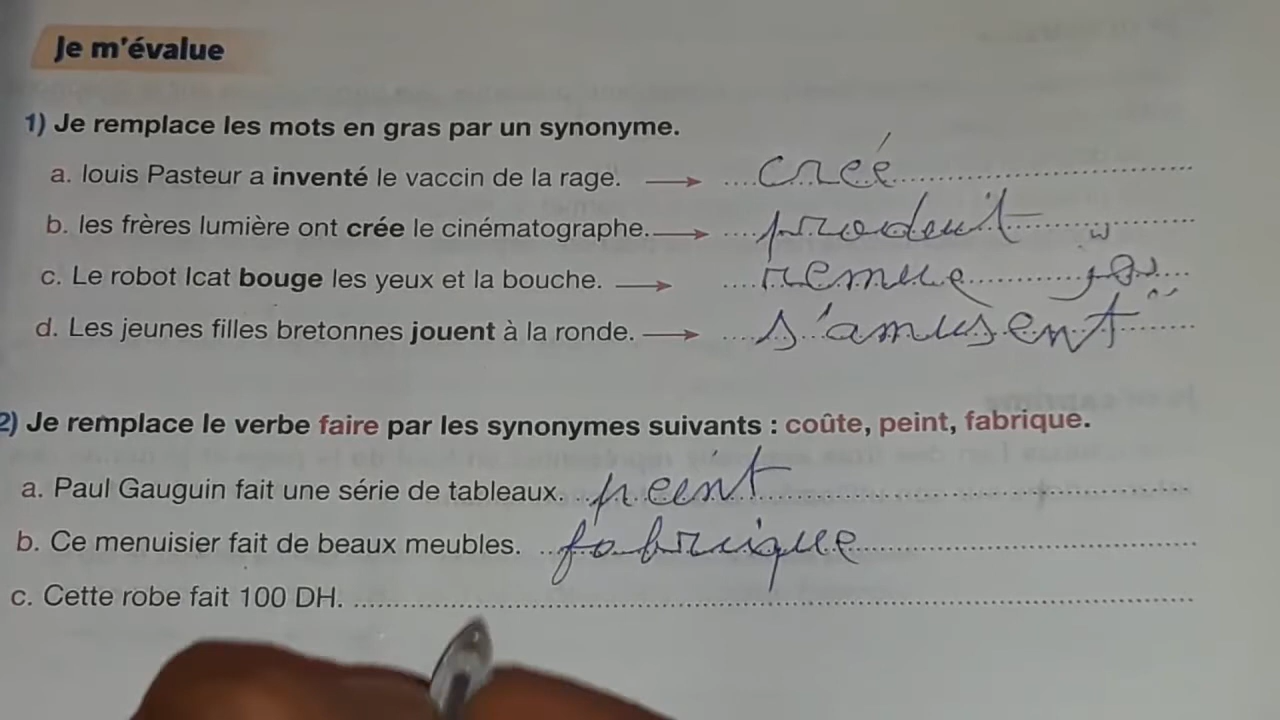 Je m'évalue
1) Je remplace les mots en gras par un synonyme.
a. louis Pasteur a inventé le vaccin de la rage. → créé
b. les frères lumière ont crée le cinématographe. → produit
c. Le robot Icat bouge les yeux et la bouche. → remue
d. Les jeunes filles bretonnes jouent à la ronde. → s'amusent
2) Je remplace le verbe faire par les synonymes suivants : coûte, peint, fabrique.
a. Paul Gauguin fait une série de tableaux. peint
b. Ce menuisier fait de beaux meubles. fabrique
c. Cette robe fait 100 DH.